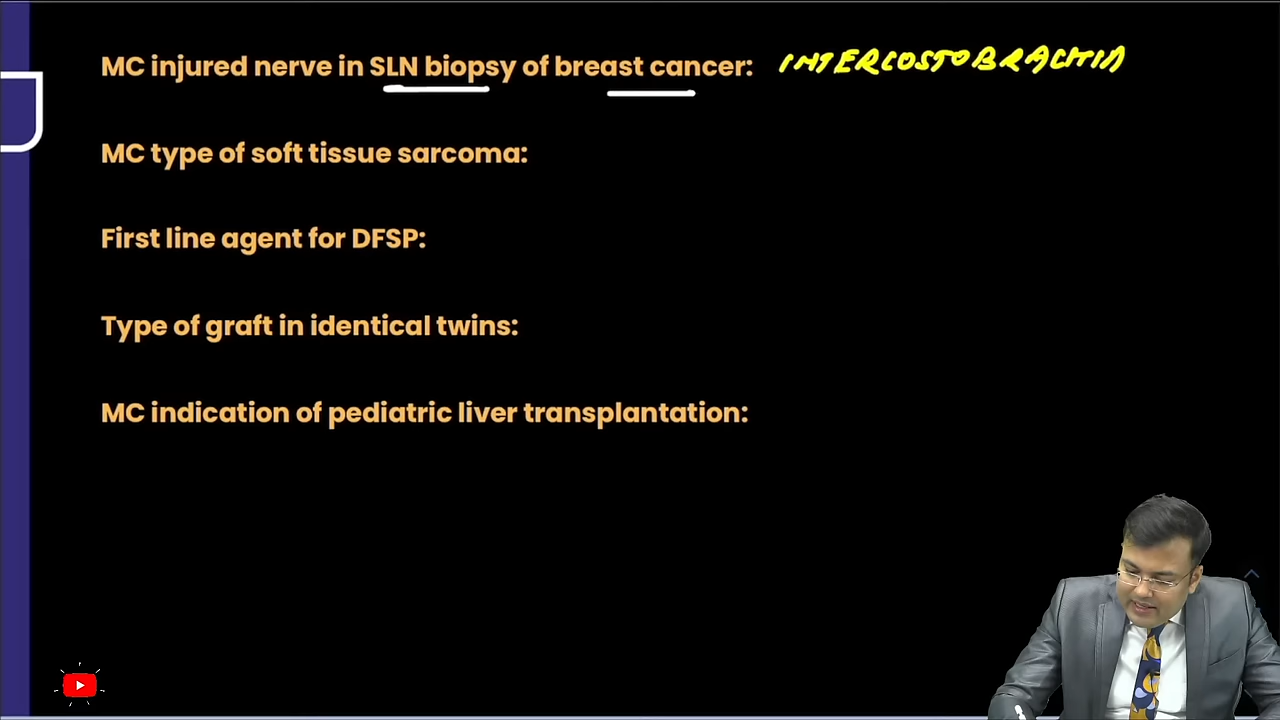 MC injured nerve in SLN biopsy of breast cancer: INTERCOSTOBRACHIA
MC type of soft tissue sarcoma:
First line agent for DFSP:
Type of graft in identical twins:
MC indication of pediatric liver transplantation: